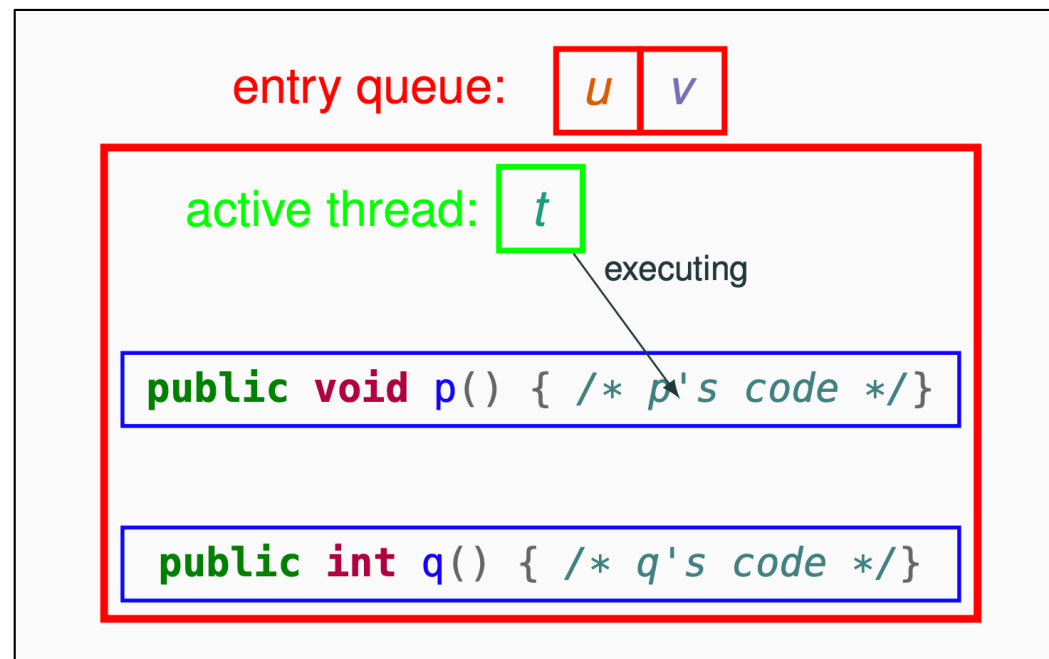 entry queue: u v
active thread: t
executing
public void p() { /* p's code */}
public int q() { /* q's code */}